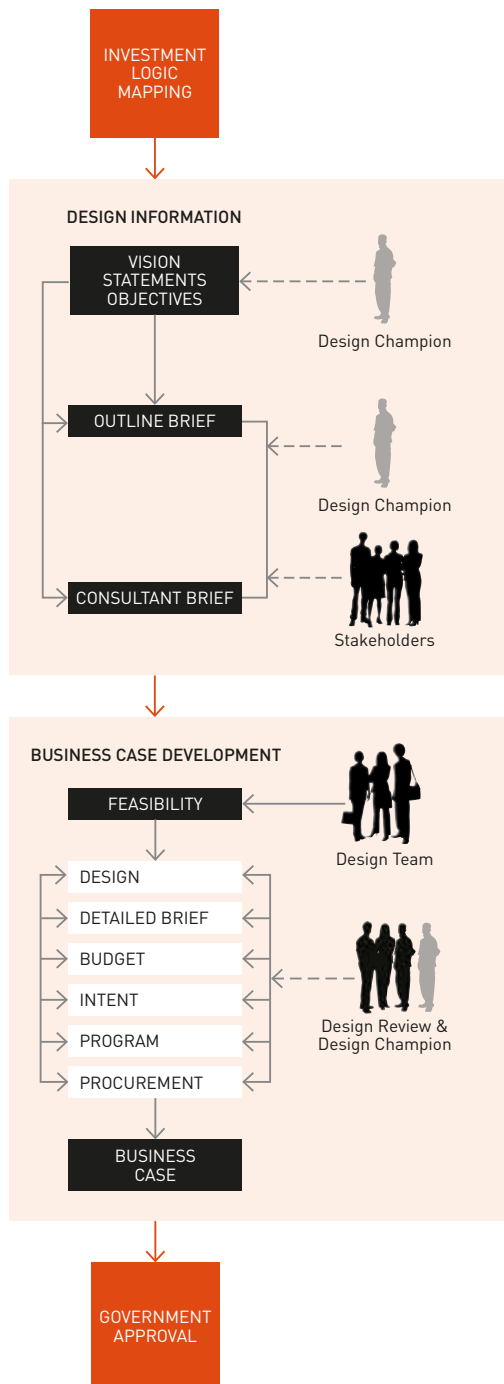 INVESTMENT
LOGIC
MAPPING
DESIGN INFORMATION
VISION
STATEMENTS
OBJECTIVES
Design Champion
OUTLINE BRIEF
Design Champion
CONSULTANT BRIEF
Stakeholders
BUSINESS CASE DEVELOPMENT
FEASIBILITY
Design Team
DESIGN
DETAILED BRIEF
BUDGET
INTENT
PROGRAM
PROCUREMENT
Design Review &
Design Champion
BUSINESS
CASE
GOVERNMENT
APPROVAL